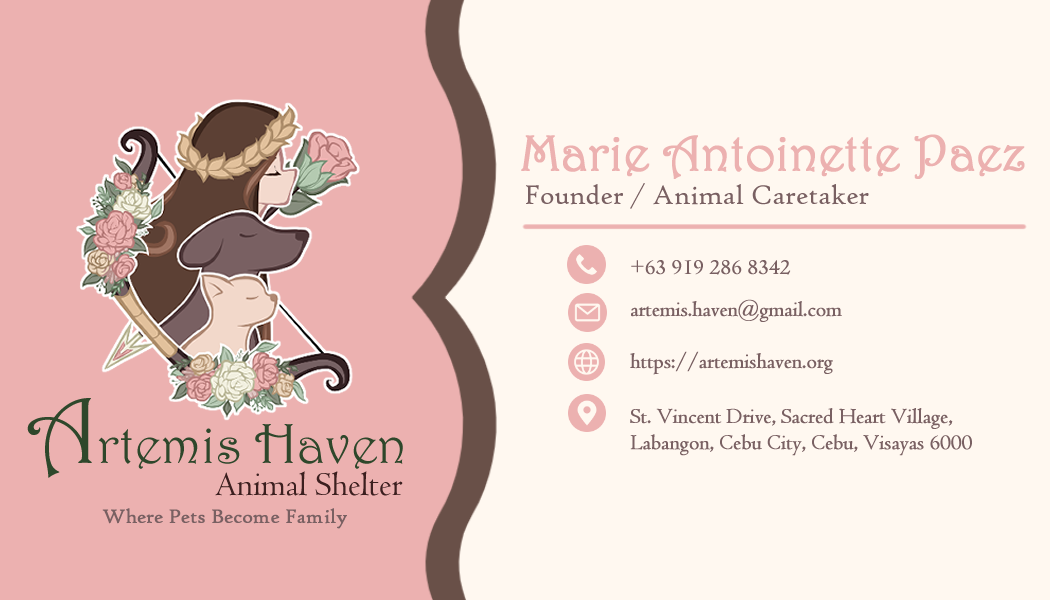 Artemis Haven
Animal Shelter
Where Pets Become Family
Marie Antoinette Paez
Founder / Animal Caretaker
+63 919 286 8342
artemis.haven@gmail.com
https://artemishaven.org
St. Vincent Drive, Sacred Heart Village,
Labangon, Cebu City, Cebu, Visayas 6000